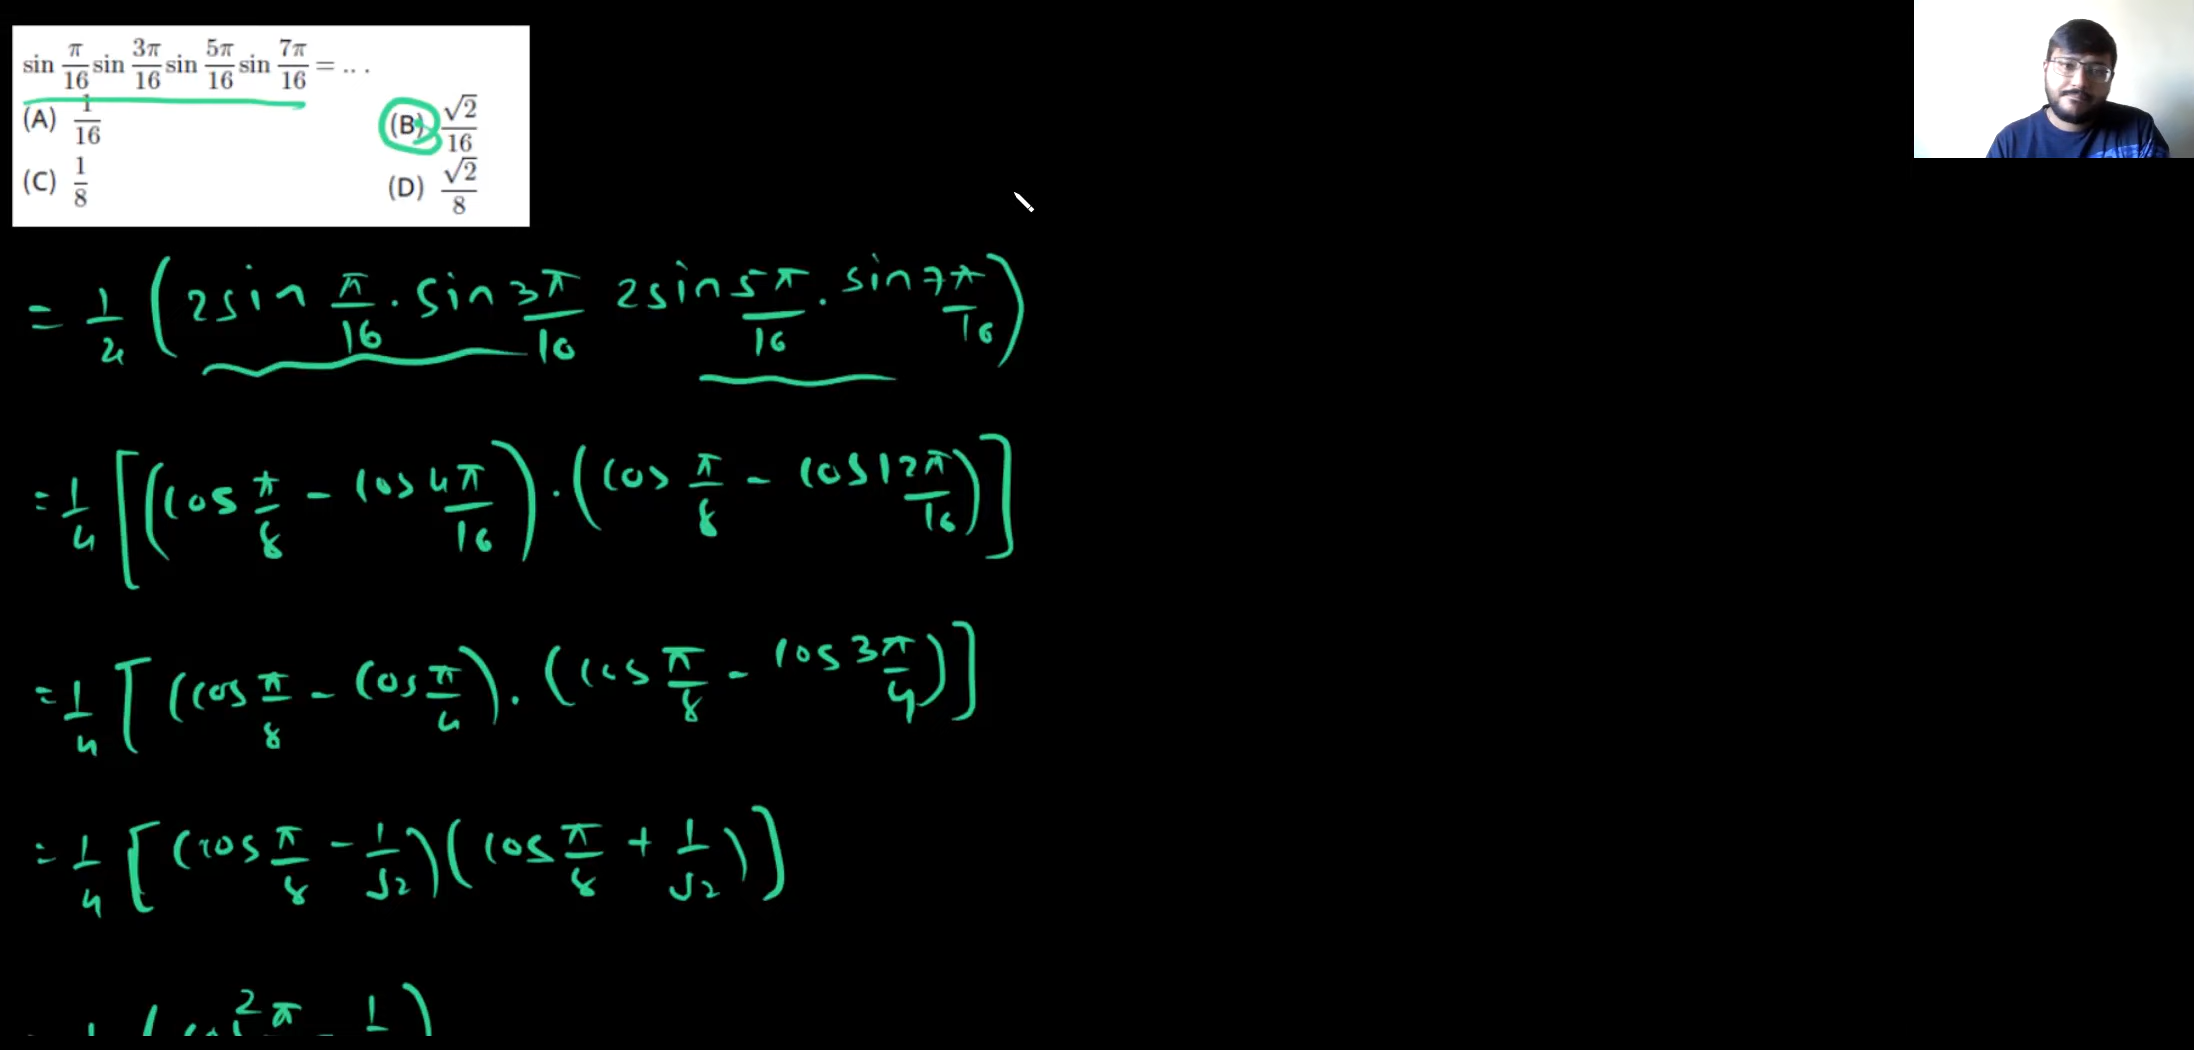 sin π/16 sin 3π/16 sin 5π/16 sin 7π/16 = .. .
(A) 1/16 (B) √2/16
(C) 1/8 (D) √2/8
= 1/4 ( 2sin π/16 . sin 3π/16 2sin 5π/16 . sin 7π/16 )
= 1/4 [ ( cos π/8 - cos 4π/16 ) . ( cos π/8 - cos 12π/16 ) ]
= 1/4 [ ( cos π/8 - cos π/4 ) . ( cos π/8 - cos 3π/4 ) ]
= 1/4 [ ( cos π/8 - 1/√2 ) ( cos π/8 + 1/√2 ) ]